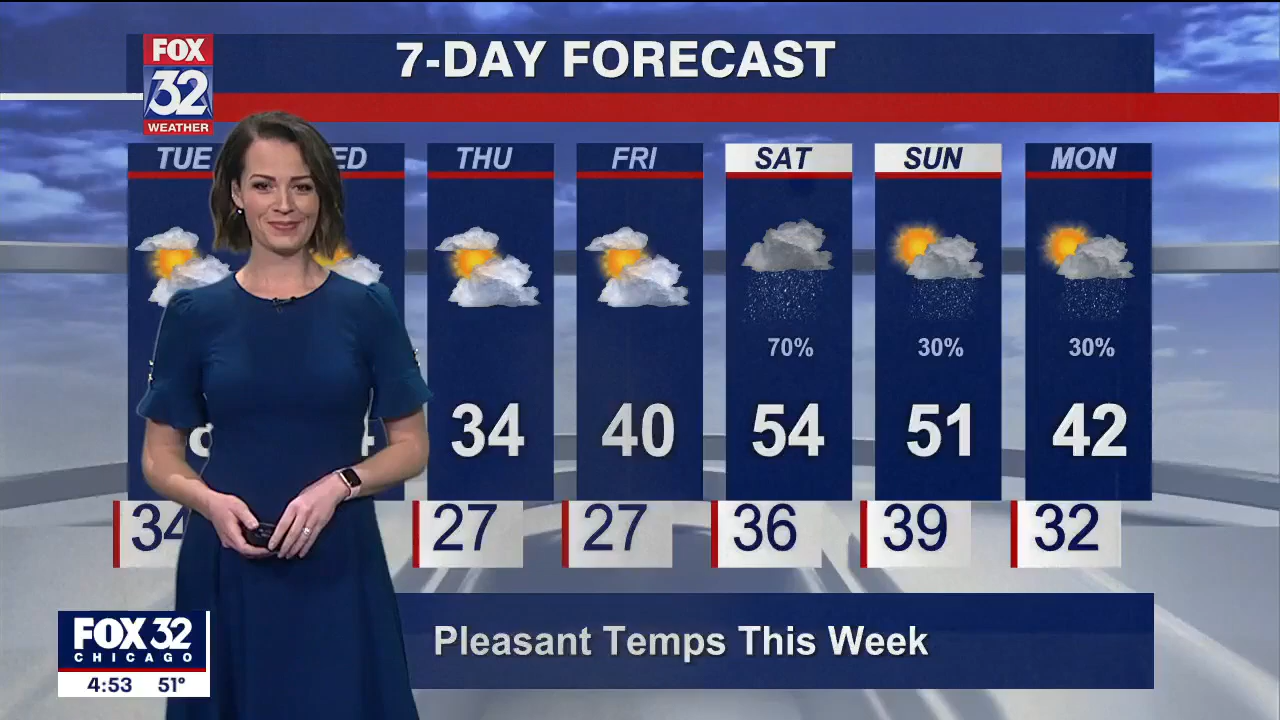 FOX
32
WEATHER
7-DAY FORECAST
TUE
ED
THU
FRI
SAT
SUN
MON
70%
30%
30%
34
40
54
51
42
34
27
27
36
39
32
Pleasant Temps This Week
FOX 32
CHICAGO
4:53 51°